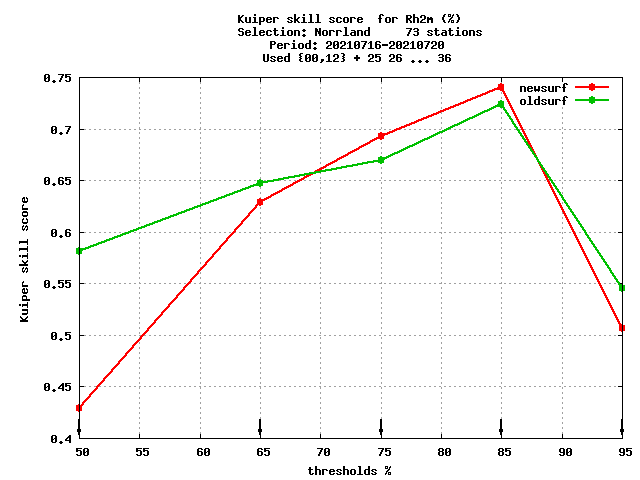 Kuiper skill score  for Rh2m (%)
Selection: Norrland     73 stations
Period: 20210716-20210720
Used {00,12} + 25 26 ... 36
newsurf
oldsurf
0.75
0.7
0.65
0.6
0.55
0.5
0.45
0.4
Kuiper skill score
50 55 60 65 70 75 80 85 90 95
thresholds %